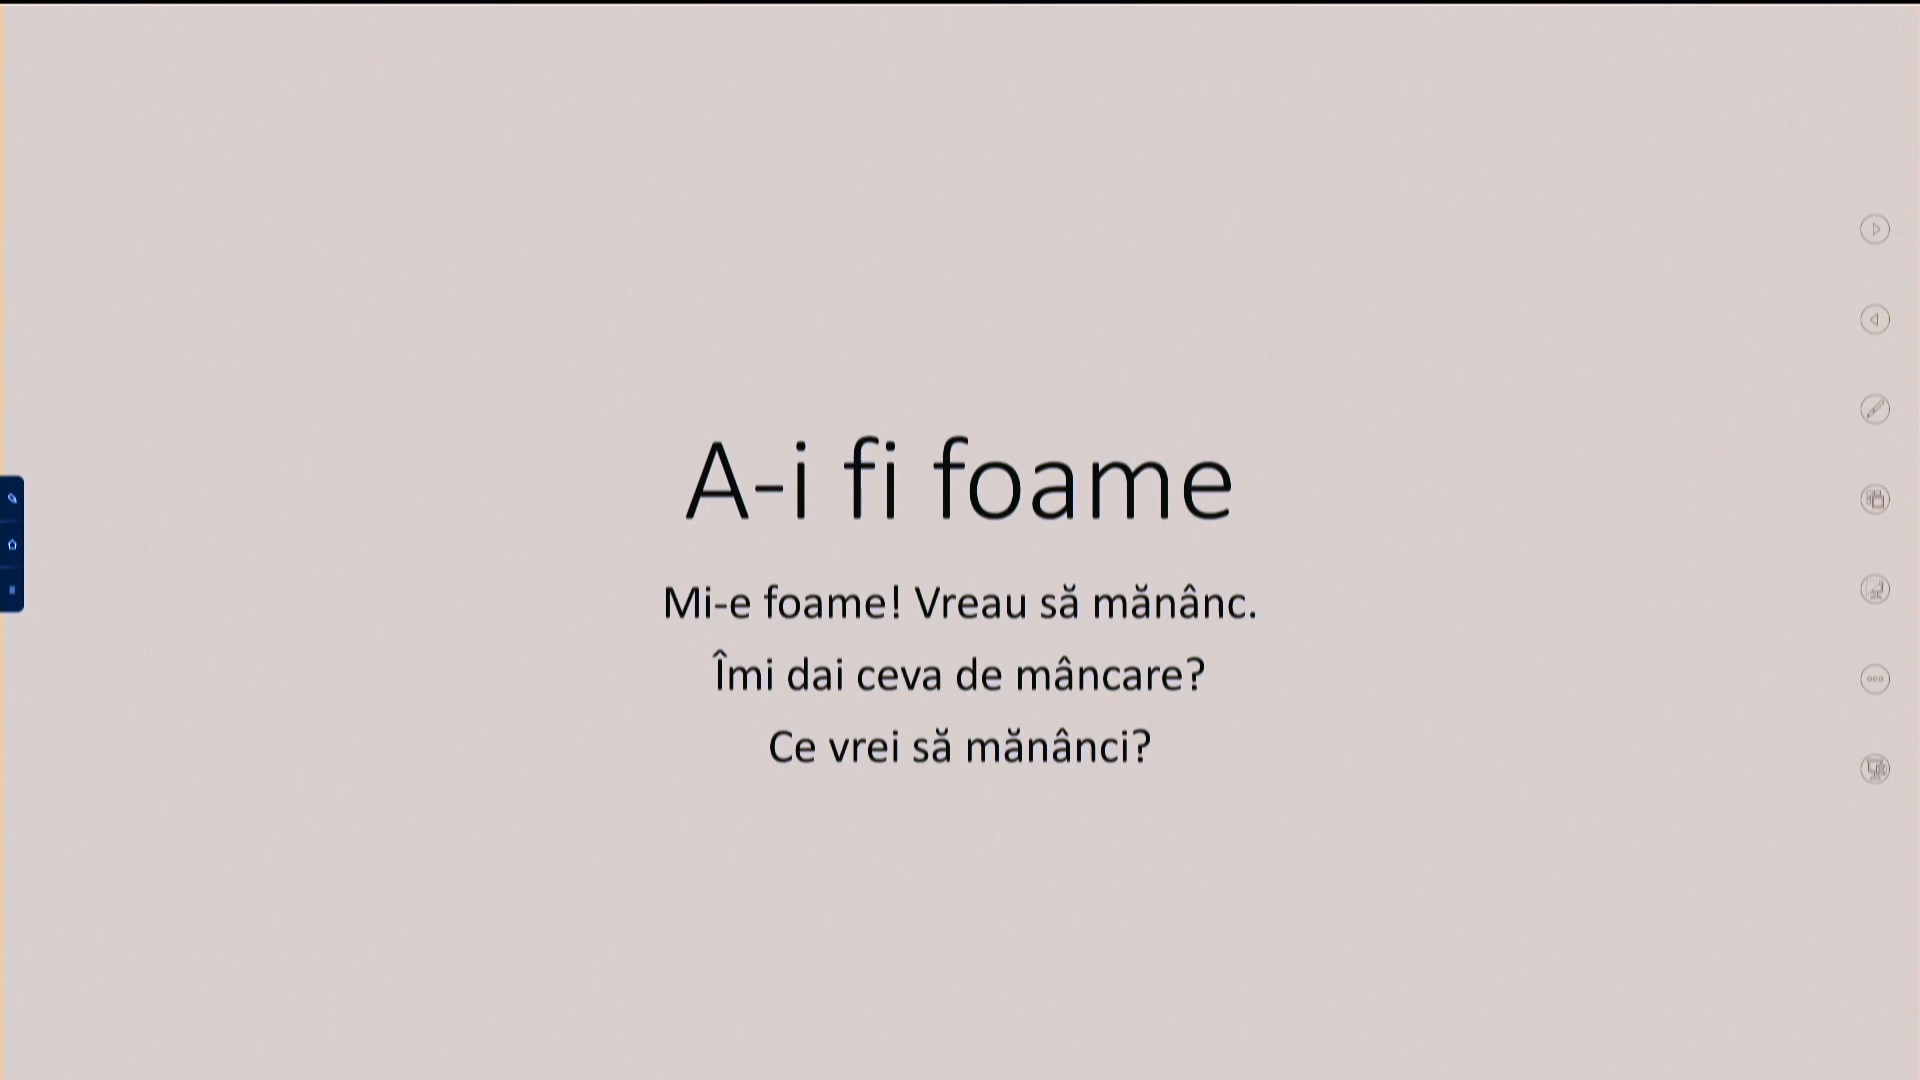 A-i fi foame
Mi-e foame! Vreau să mănânc.
Îmi dai ceva de mâncare?
Ce vrei să mănânci?